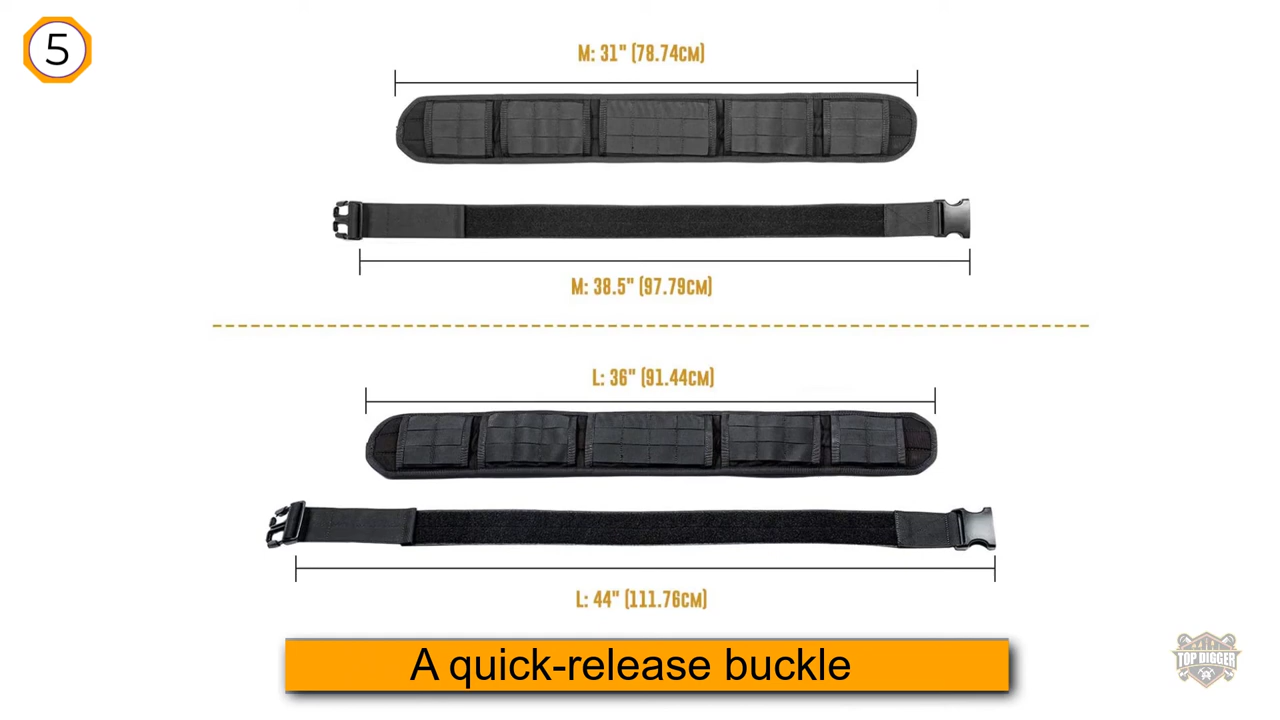 5
M: 31" (78.74CM)
M: 38.5" (97.79CM)
L: 36" (91.44CM)
L: 44" (111.76CM)
A quick-release buckle
TOP DIGGER